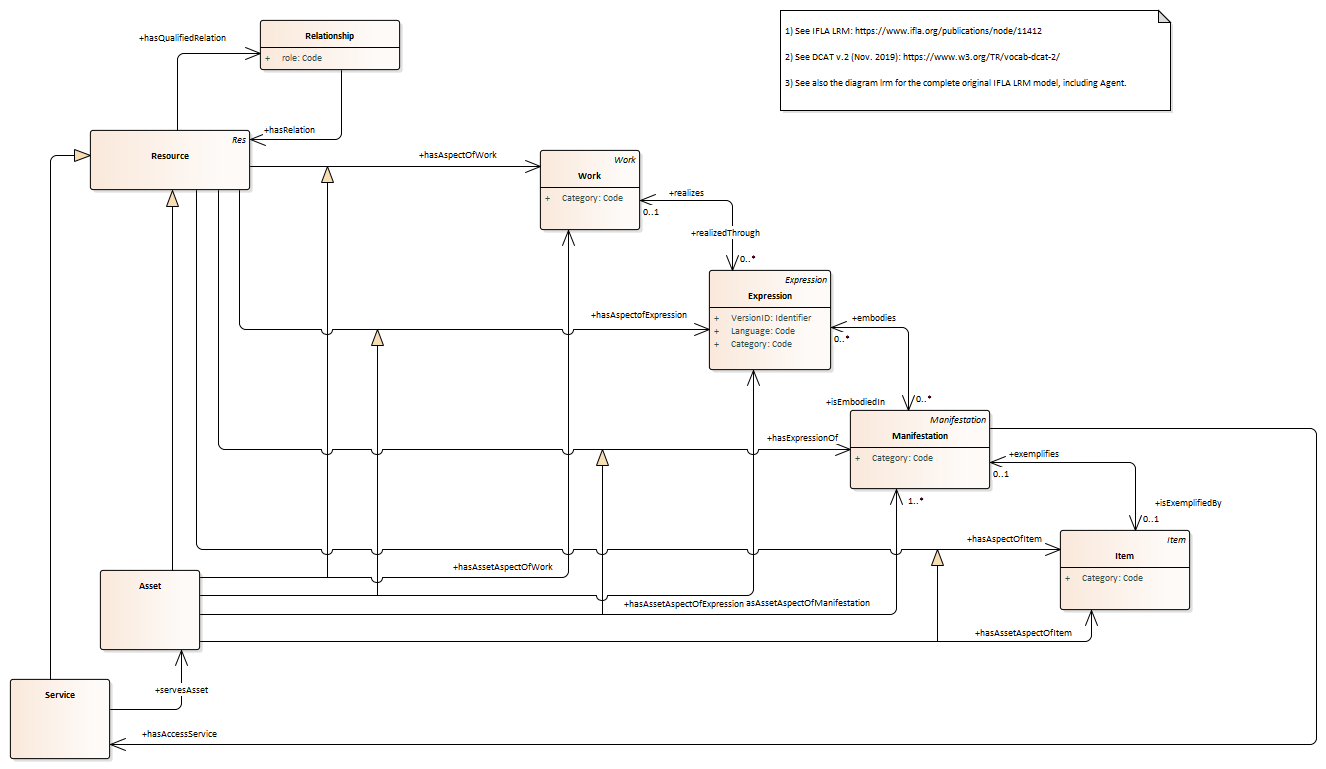 +hasQualifiedRelation
Relationship
+ role: Code
1) See IFLA LRM: https://www.ifla.org/publications/node/11412
2) See DCAT v.2 (Nov. 2019): https://www.w3.org/TR/vocab-dcat-2/
3) See also the diagram lrm for the complete original IFLA LRM model, including Agent.
+hasRelation
Res
Resource
+hasAspectOfWork
Work
Work
+ Category: Code
+realizes
0..1
+realizedThrough
0..*
Expression
Expression
+ VersionID: Identifier
+ Language: Code
+ Category: Code
+hasAspectofExpression
+embodies
0..*
+isEmbodiedIn
0..*
Manifestation
Manifestation
+ Category: Code
+hasExpressionOf
+exemplifies
0..1
1..*
+isExemplifiedBy
0..1
+hasAspectOfItem
Item
Item
+ Category: Code
+hasAssetAspectOfWork
Asset
+hasAssetAspectOfExpression
asAssetAspectOfManifestation
+hasAssetAspectOfItem
+servesAsset
Service
+hasAccessService